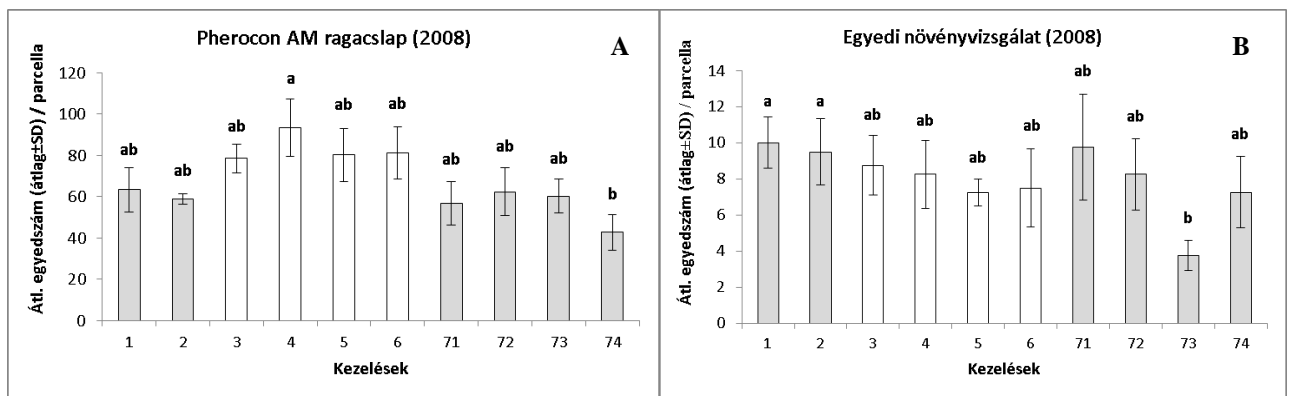 Pherocon AM ragacslap (2008)
A
Átl. egyedszám (átlag±SD) / parcella
120
100
80
60
40
20
0
ab
ab
ab
a
ab
ab
ab
ab
ab
b
1 2 3 4 5 6 71 72 73 74
Kezelések
Egyedi növényvizsgálat (2008)
B
Átl. egyedszám (átlag±SD) / parcella
14
12
10
8
6
4
2
0
a
a
ab
ab
ab
ab
ab
ab
b
ab
1 2 3 4 5 6 71 72 73 74
Kezelések